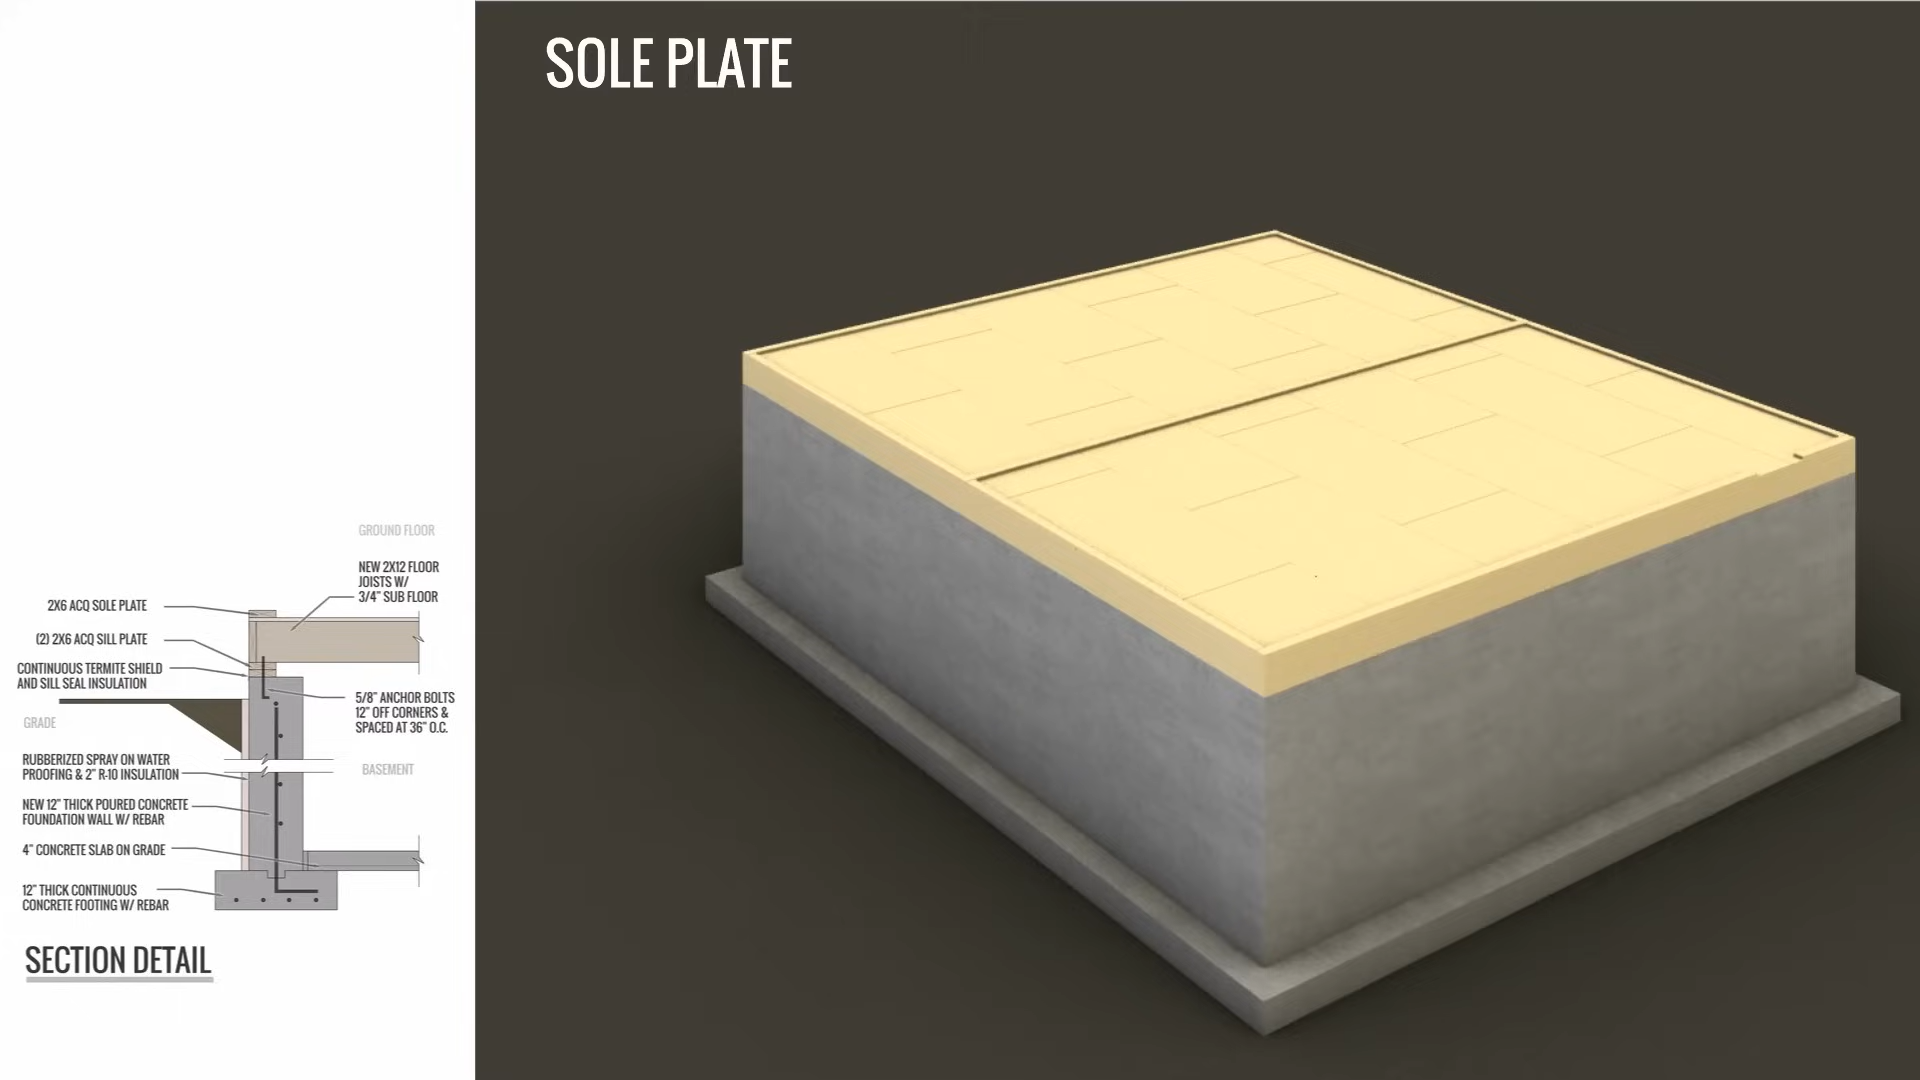 SOLE PLATE
GROUND FLOOR
NEW 2X12 FLOOR
JOISTS W/
3/4" SUB FLOOR
2X6 ACQ SOLE PLATE
(2) 2X6 ACQ SILL PLATE
CONTINUOUS TERMITE SHIELD
AND SILL SEAL INSULATION
5/8" ANCHOR BOLTS
12" OFF CORNERS &
SPACED AT 36" O.C.
GRADE
RUBBERIZED SPRAY ON WATER
PROOFING & 2" R-10 INSULATION
BASEMENT
NEW 12" THICK POURED CONCRETE
FOUNDATION WALL W/ REBAR
4" CONCRETE SLAB ON GRADE
12" THICK CONTINUOUS
CONCRETE FOOTING W/ REBAR
SECTION DETAIL